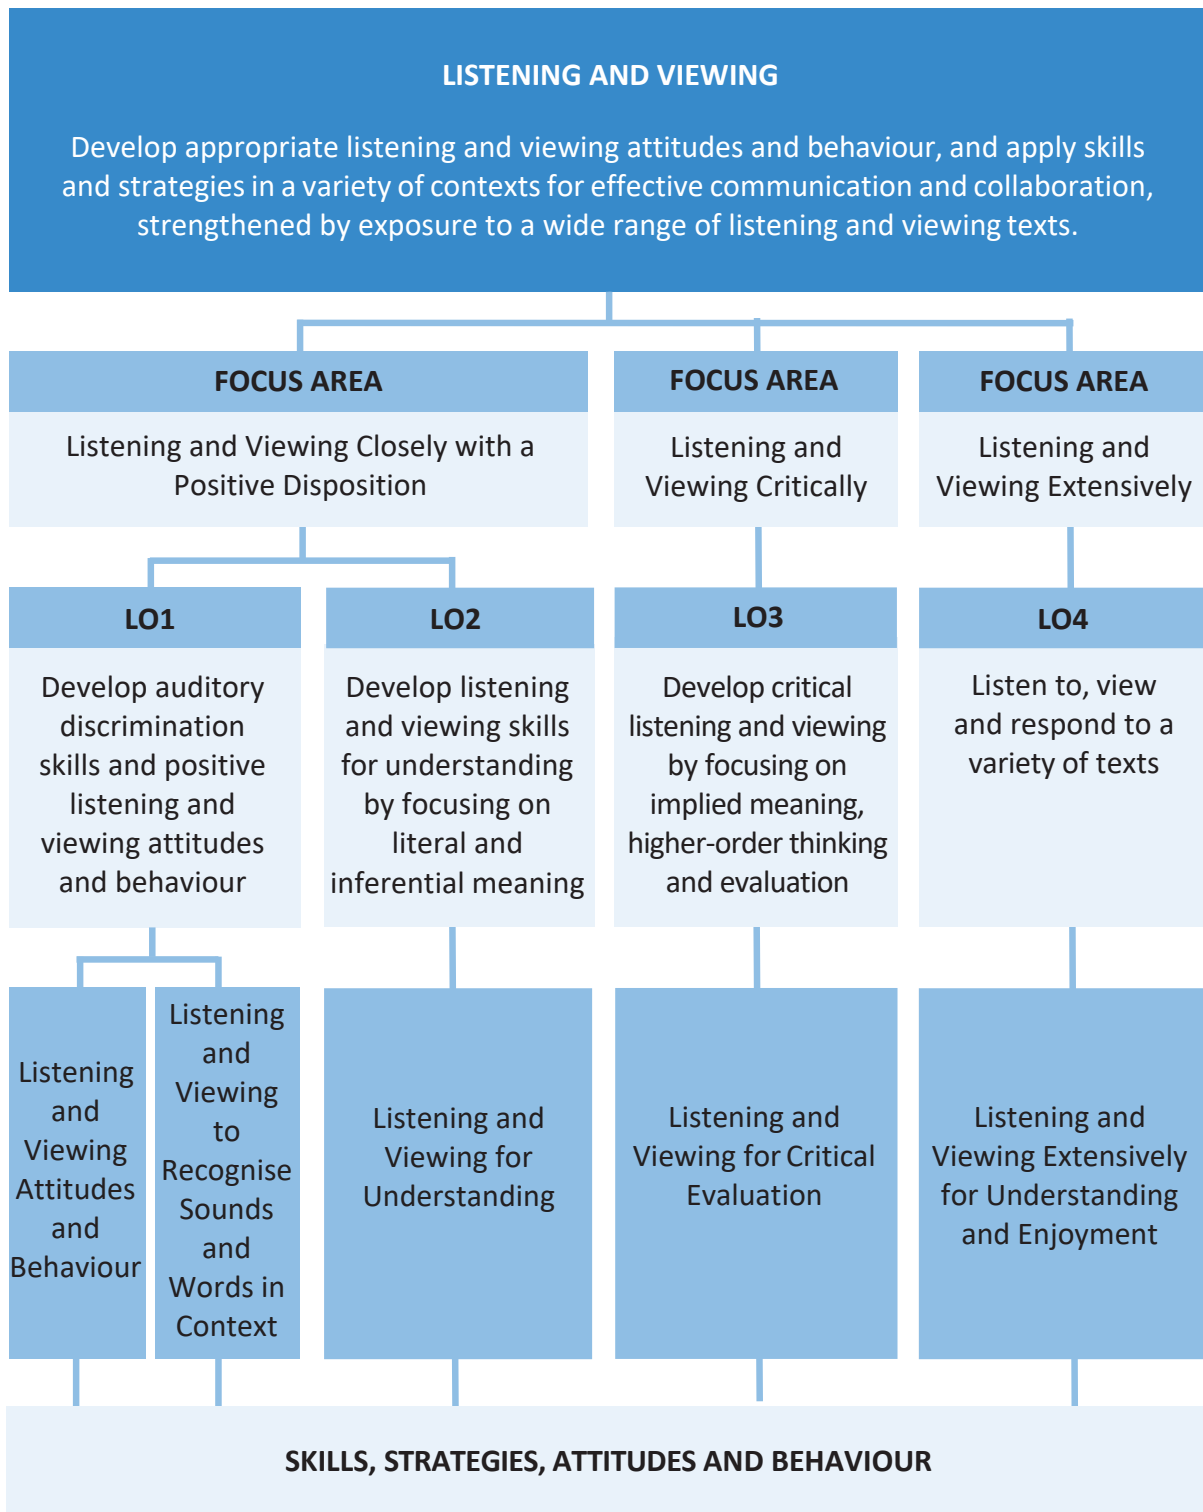 LISTENING AND VIEWING
Develop appropriate listening and viewing attitudes and behaviour, and apply skills
and strategies in a variety of contexts for effective communication and collaboration,
strengthened by exposure to a wide range of listening and viewing texts.
FOCUS AREA
Listening and Viewing Closely with a
Positive Disposition
FOCUS AREA
Listening and
Viewing Critically
FOCUS AREA
Listening and
Viewing Extensively
LO1
Develop auditory
discrimination
skills and positive
listening and
viewing attitudes
and behaviour
LO2
Develop listening
and viewing skills
for understanding
by focusing on
literal and
inferential meaning
LO3
Develop critical
listening and viewing
by focusing on
implied meaning,
higher-order thinking
and evaluation
LO4
Listen to, view
and respond to a
variety of texts
Listening
and
Viewing
Attitudes
and
Behaviour
Listening
and
Viewing
to
Recognise
Sounds
and
Words in
Context
Listening and
Viewing for
Understanding
Listening and
Viewing for Critical
Evaluation
Listening and
Viewing Extensively
for Understanding
and Enjoyment
SKILLS, STRATEGIES, ATTITUDES AND BEHAVIOUR